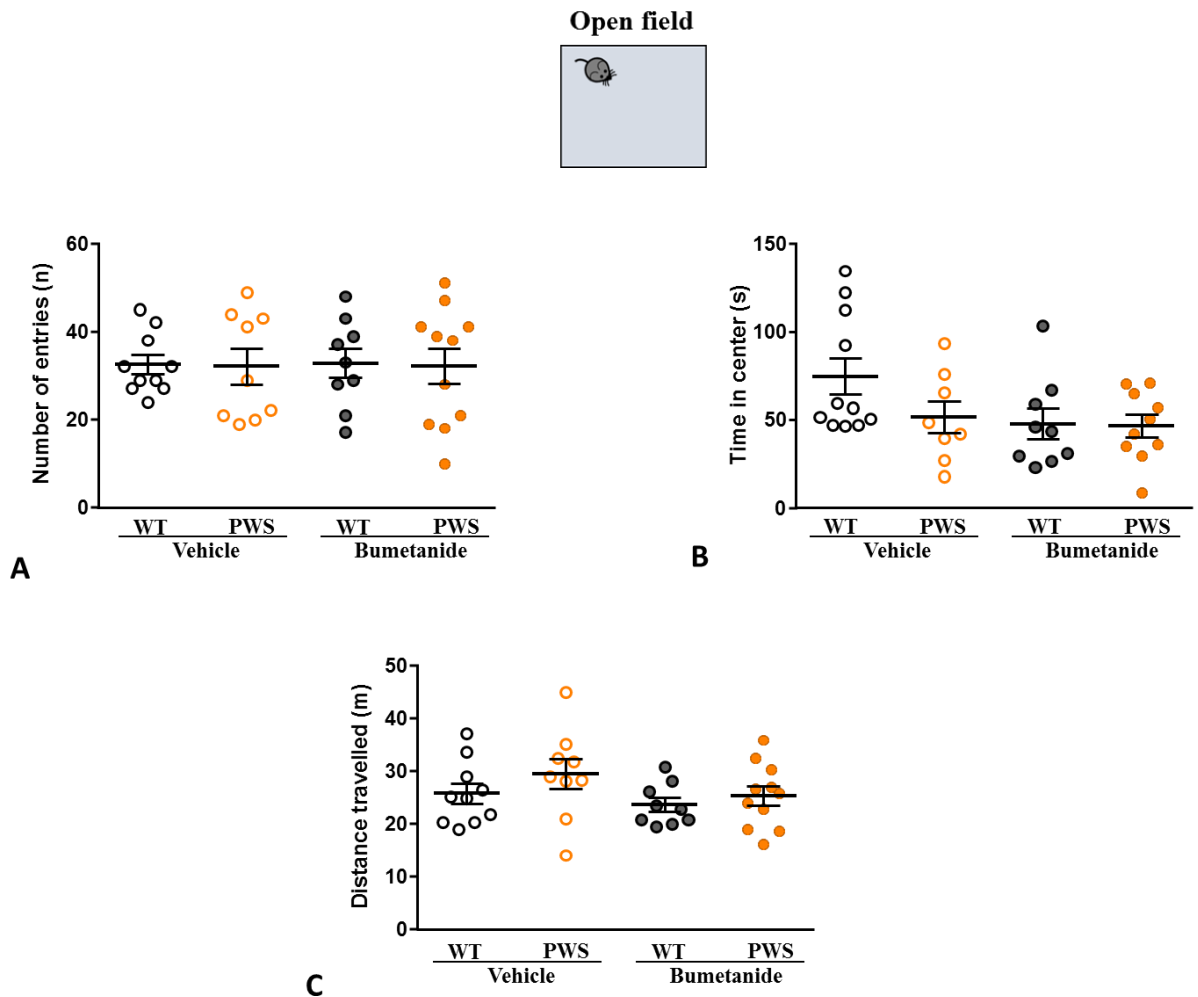 Open field
Number of entries (n)
60
40
20
0
WT PWS WT PWS
Vehicle Bumetanide
A
Time in center (s)
150
100
50
0
WT PWS WT PWS
Vehicle Bumetanide
B
Distance travelled (m)
50
40
30
20
10
0
WT PWS WT PWS
Vehicle Bumetanide
C